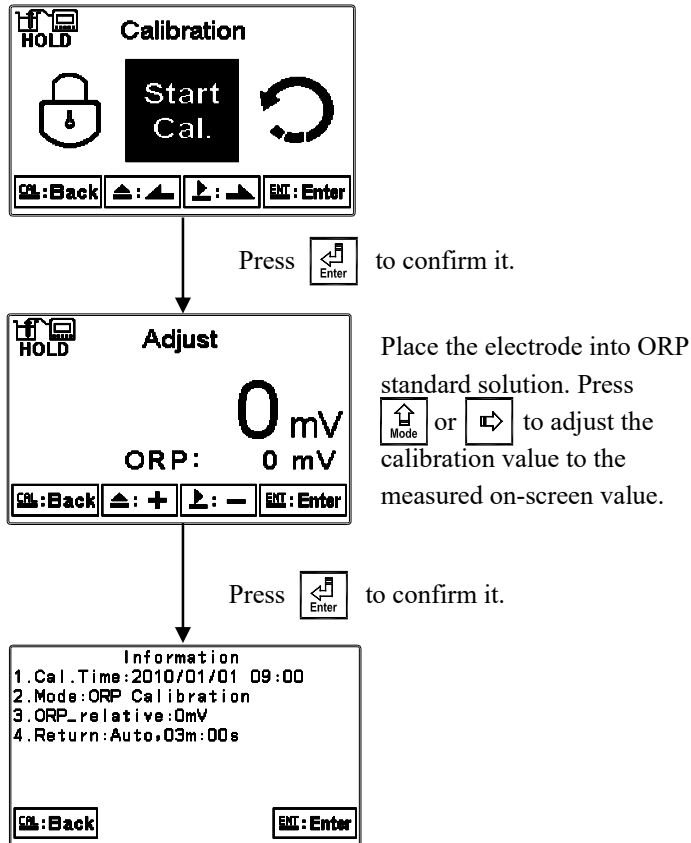 HOLD
Calibration
Start
Cal.
CAL:Back
ENT:Enter
Press Enter to confirm it.
HOLD
Adjust
0 mV
ORP: 0 mV
CAL:Back
: +
: −
ENT:Enter
Place the electrode into ORP
standard solution. Press
Mode or to adjust the
calibration value to the
measured on-screen value.
Press Enter to confirm it.
Information
1.Cal.Time:2010/01/01 09:00
2.Mode:ORP Calibration
3.ORP_relative:0mV
4.Return:Auto,03m:00s
CAL:Back
ENT:Enter